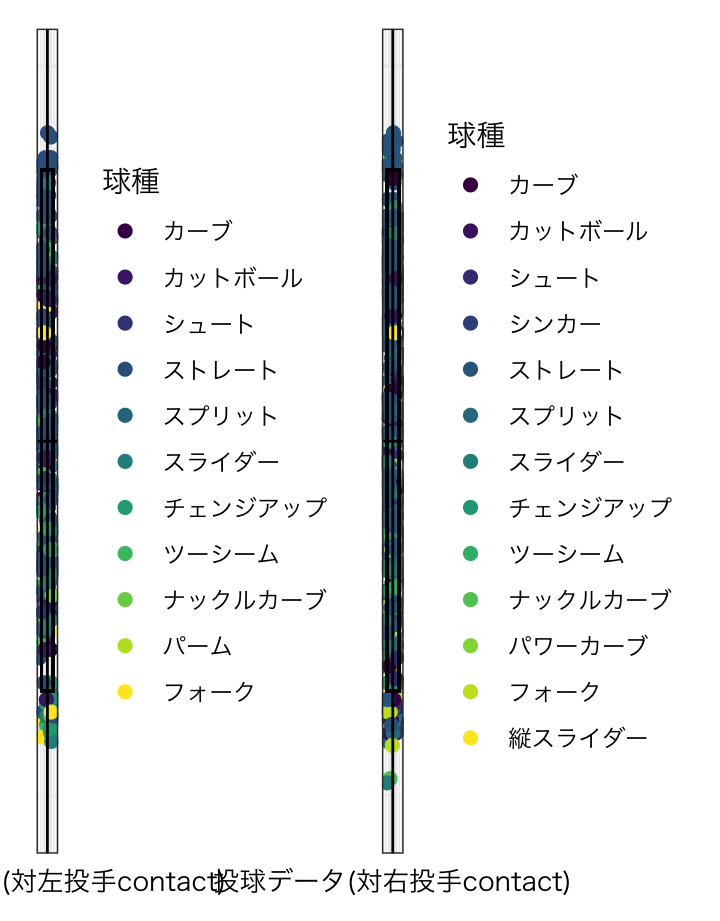 球種
カーブ
カットボール
シュート
ストレート
スプリット
スライダー
チェンジアップ
ツーシーム
ナックルカーブ
パーム
フォーク
球種
カーブ
カットボール
シュート
シンカー
ストレート
スプリット
スライダー
チェンジアップ
ツーシーム
ナックルカーブ
パワーカーブ
フォーク
縦スライダー
(対左投手contact)
投球データ(対右投手contact)